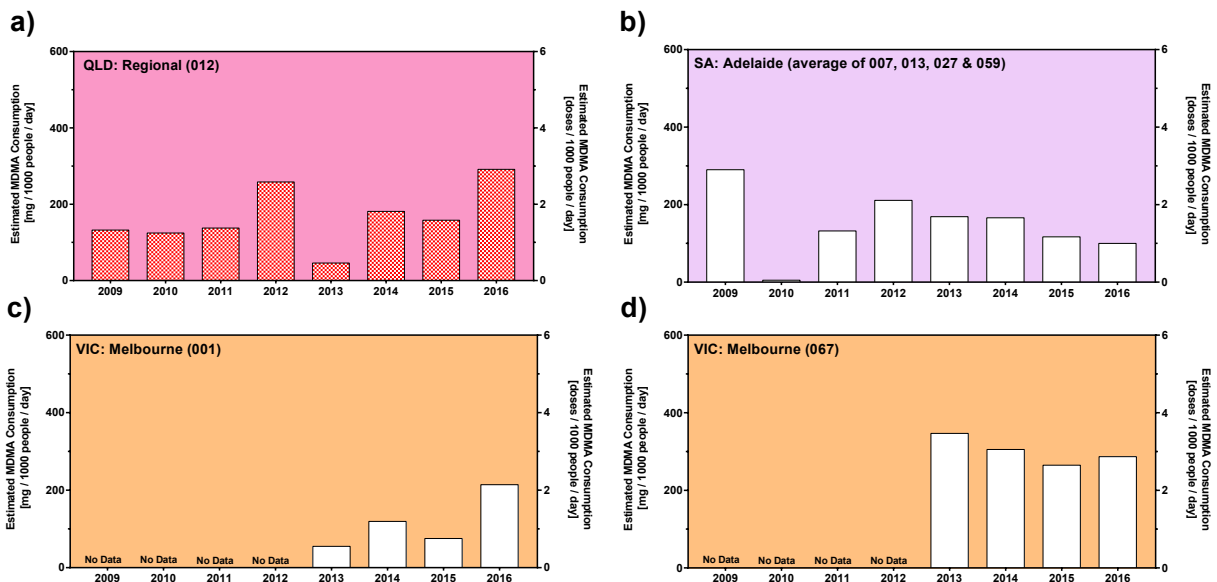 a)
QLD: Regional (012)
Estimated MDMA Consumption
[mg / 1000 people / day]
600
400
200
0
6
4
2
0
Estimated MDMA Consumption
[doses / 1000 people / day]
2009 2010 2011 2012 2013 2014 2015 2016
b)
SA: Adelaide (average of 007, 013, 027 & 059)
Estimated MDMA Consumption
[mg / 1000 people / day]
600
400
200
0
6
4
2
0
Estimated MDMA Consumption
[doses / 1000 people / day]
2009 2010 2011 2012 2013 2014 2015 2016
c)
VIC: Melbourne (001)
Estimated MDMA Consumption
[mg / 1000 people / day]
600
400
200
0
6
4
2
0
Estimated MDMA Consumption
[doses / 1000 people / day]
No Data No Data No Data No Data
2009 2010 2011 2012 2013 2014 2015 2016
d)
VIC: Melbourne (067)
Estimated MDMA Consumption
[mg / 1000 people / day]
600
400
200
0
6
4
2
0
Estimated MDMA Consumption
[doses / 1000 people / day]
No Data No Data No Data No Data
2009 2010 2011 2012 2013 2014 2015 2016